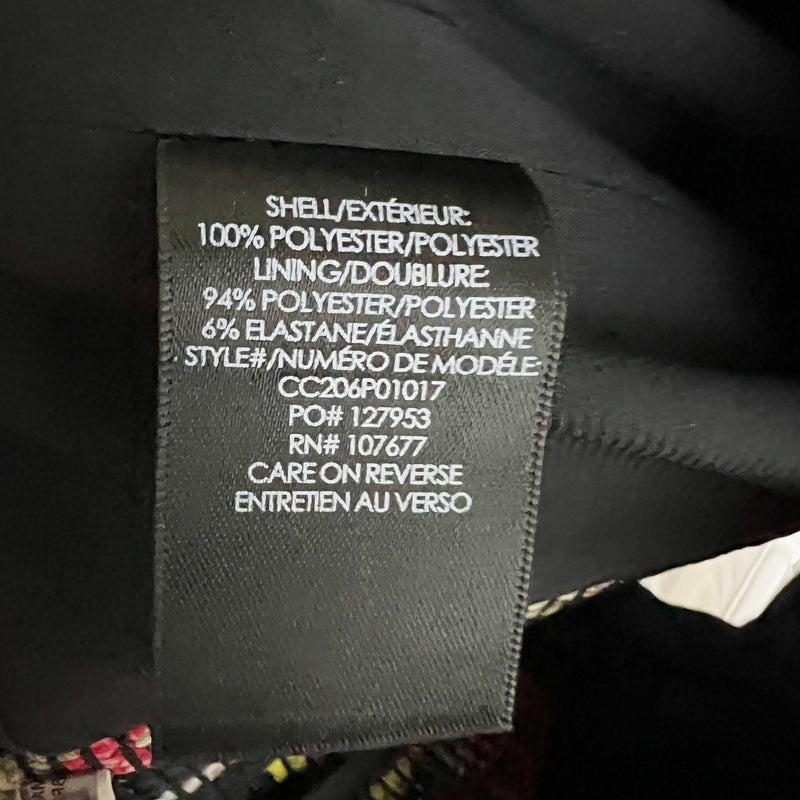 SHELL/EXTÉRIEUR:
100% POLYESTER/POLYESTER
LINING/DOUBLURE:
94% POLYESTER/POLYESTER
6% ELASTANE/ÉLASTHANNE
STYLE#/NUMÉRO DE MODÉLE:
CC206P01017
PO# 127953
RN# 107677
CARE ON REVERSE
ENTRETIEN AU VERSO